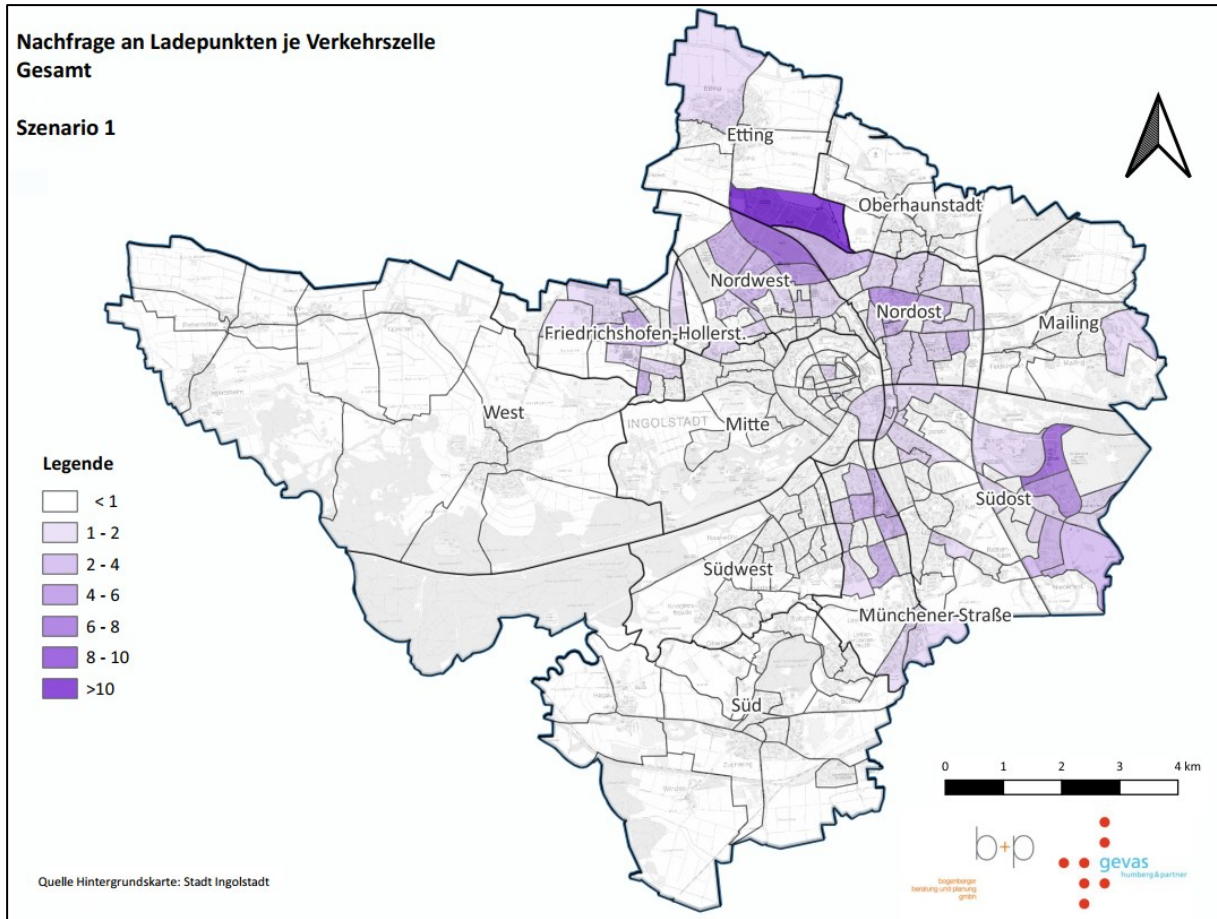 Nachfrage an Ladepunkten je Verkehrszelle
Gesamt
Szenario 1
Etting
Oberhaunstadt
Nordwest
Nordost
Friedrichshofen-Hollerst.
Mailing
West
INGOLSTADT
Mitte
Südost
Südwest
Münchener-Straße
Süd
Legende
< 1
1 - 2
2 - 4
4 - 6
6 - 8
8 - 10
>10
0 1 2 3 4 km
b+p
bogenberger
beratung und planung
gmbh
gevas
humberg & partner
Quelle Hintergrundskarte: Stadt Ingolstadt